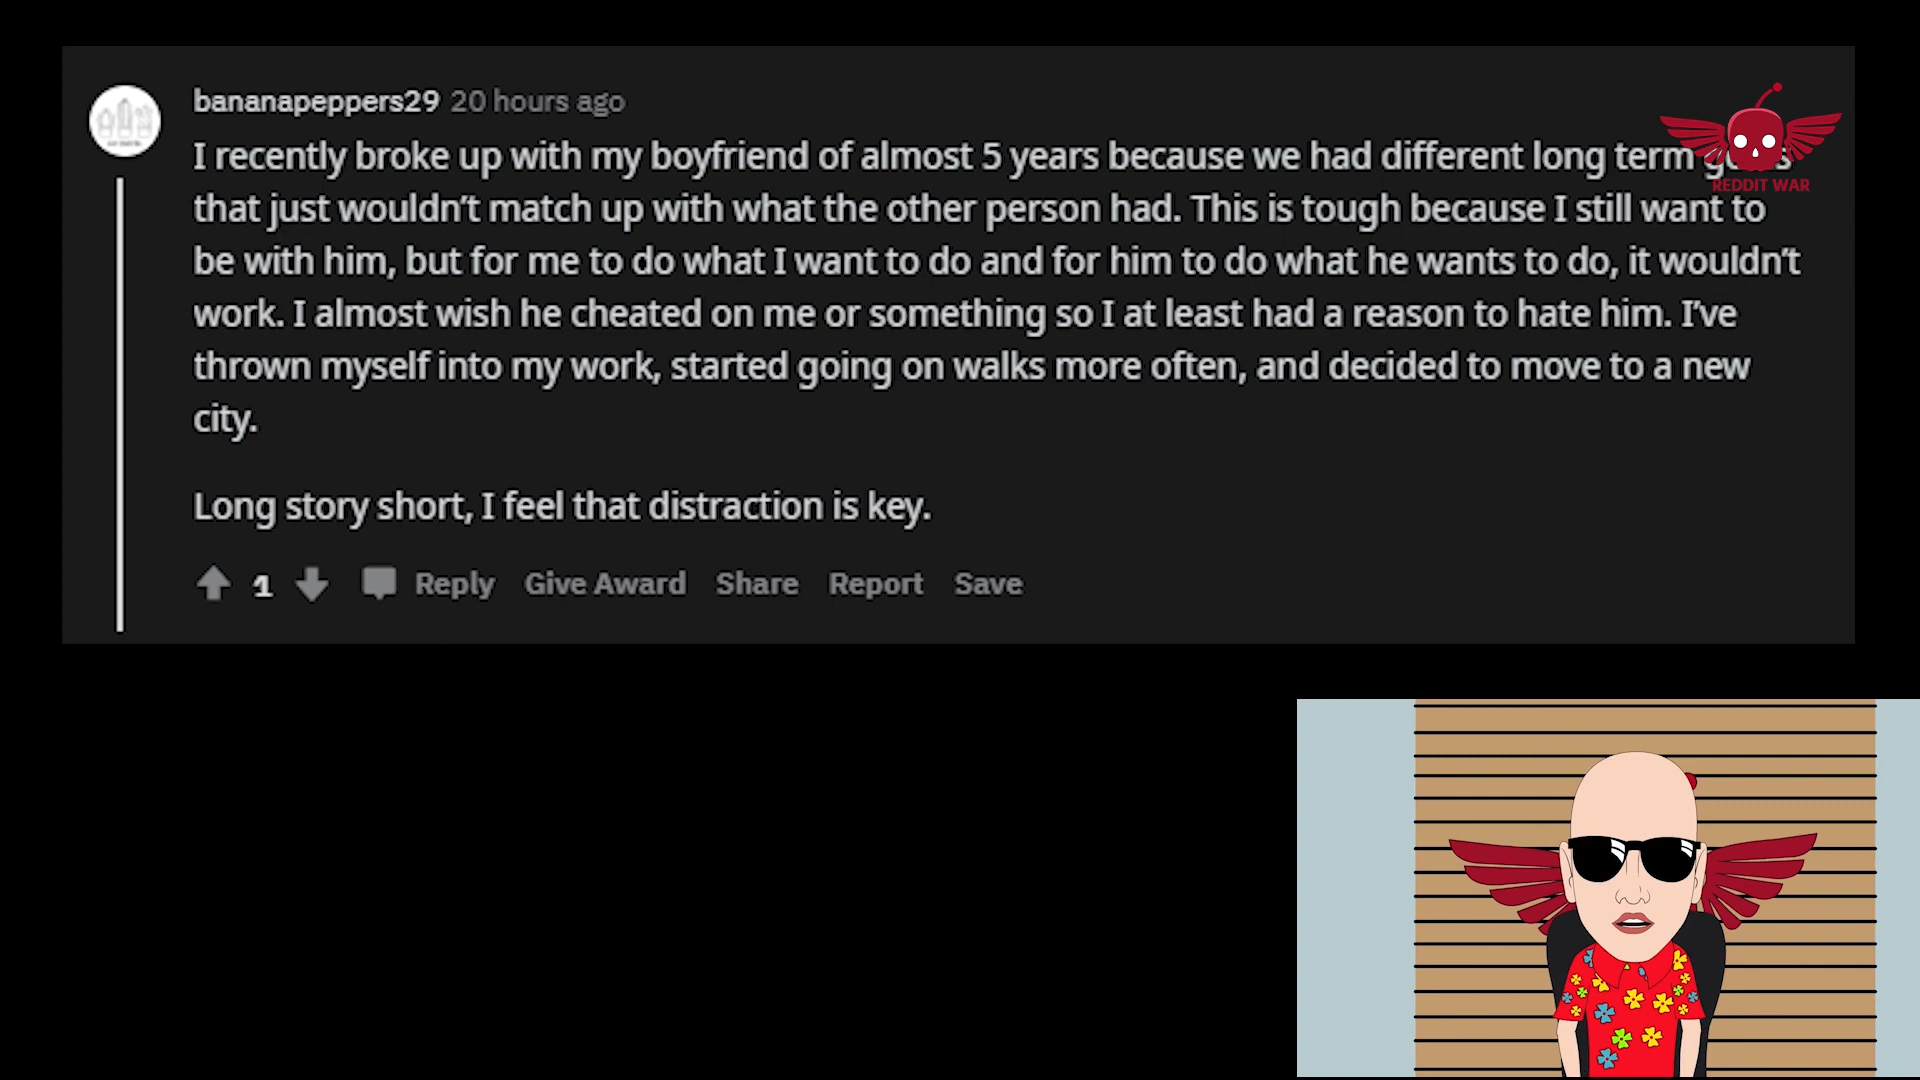 bananapeppers29 20 hours ago
I recently broke up with my boyfriend of almost 5 years because we had different long term
that just wouldn't match up with what the other person had. This is tough because I still want to
be with him, but for me to do what I want to do and for him to do what he wants to do, it wouldn't
work. I almost wish he cheated on me or something so I at least had a reason to hate him. I've
thrown myself into my work, started going on walks more often, and decided to move to a new
city.
Long story short, I feel that distraction is key.
1 Reply Give Award Share Report Save
REDDIT WAR